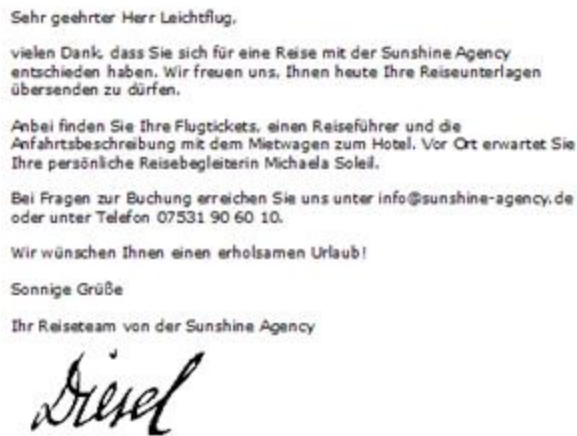 Sehr geehrter Herr Leichtflug,
vielen Dank, dass Sie sich für eine Reise mit der Sunshine Agency
entschieden haben. Wir freuen uns, Ihnen heute Ihre Reiseunterlagen
übersenden zu dürfen.
Anbei finden Sie Ihre Flugtickets, einen Reiseführer und die
Anfahrtsbeschreibung mit dem Mietwagen zum Hotel. Vor Ort erwartet Sie
Ihre persönliche Reisebegleiterin Michaela Soleil.
Bei Fragen zur Buchung erreichen Sie uns unter info@sunshine-agency.de
oder unter Telefon 07531 90 60 10.
Wir wünschen Ihnen einen erholsamen Urlaub!
Sonnige Grüße
Ihr Reiseteam von der Sunshine Agency
Diesel